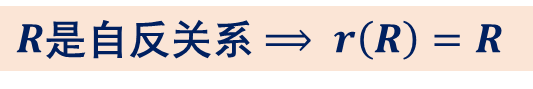 R是自反关系 ⟹ r(R) = R